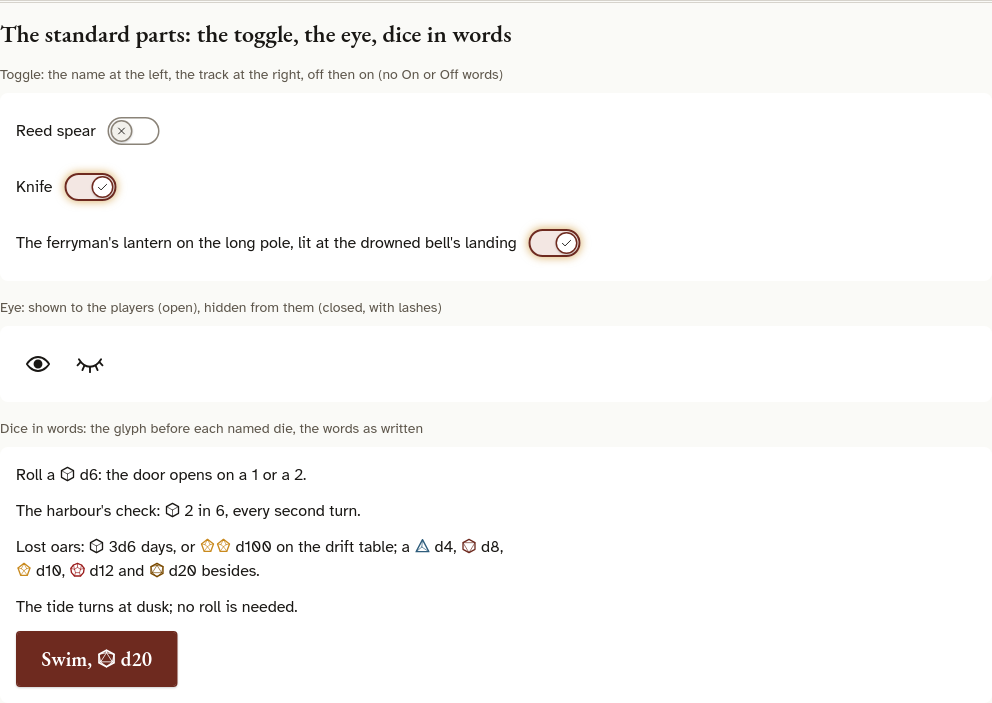 The standard parts: the toggle, the eye, dice in words
Toggle: the name at the left, the track at the right, off then on (no On or Off words)
Reed spear
Knife
The ferryman's lantern on the long pole, lit at the drowned bell's landing
Eye: shown to the players (open), hidden from them (closed, with lashes)
Dice in words: the glyph before each named die, the words as written
Roll a d6: the door opens on a 1 or a 2.
The harbour's check: 2 in 6, every second turn.
Lost oars: 3d6 days, or d100 on the drift table; a d4, d8,
d10, d12 and d20 besides.
The tide turns at dusk; no roll is needed.
Swim, d20